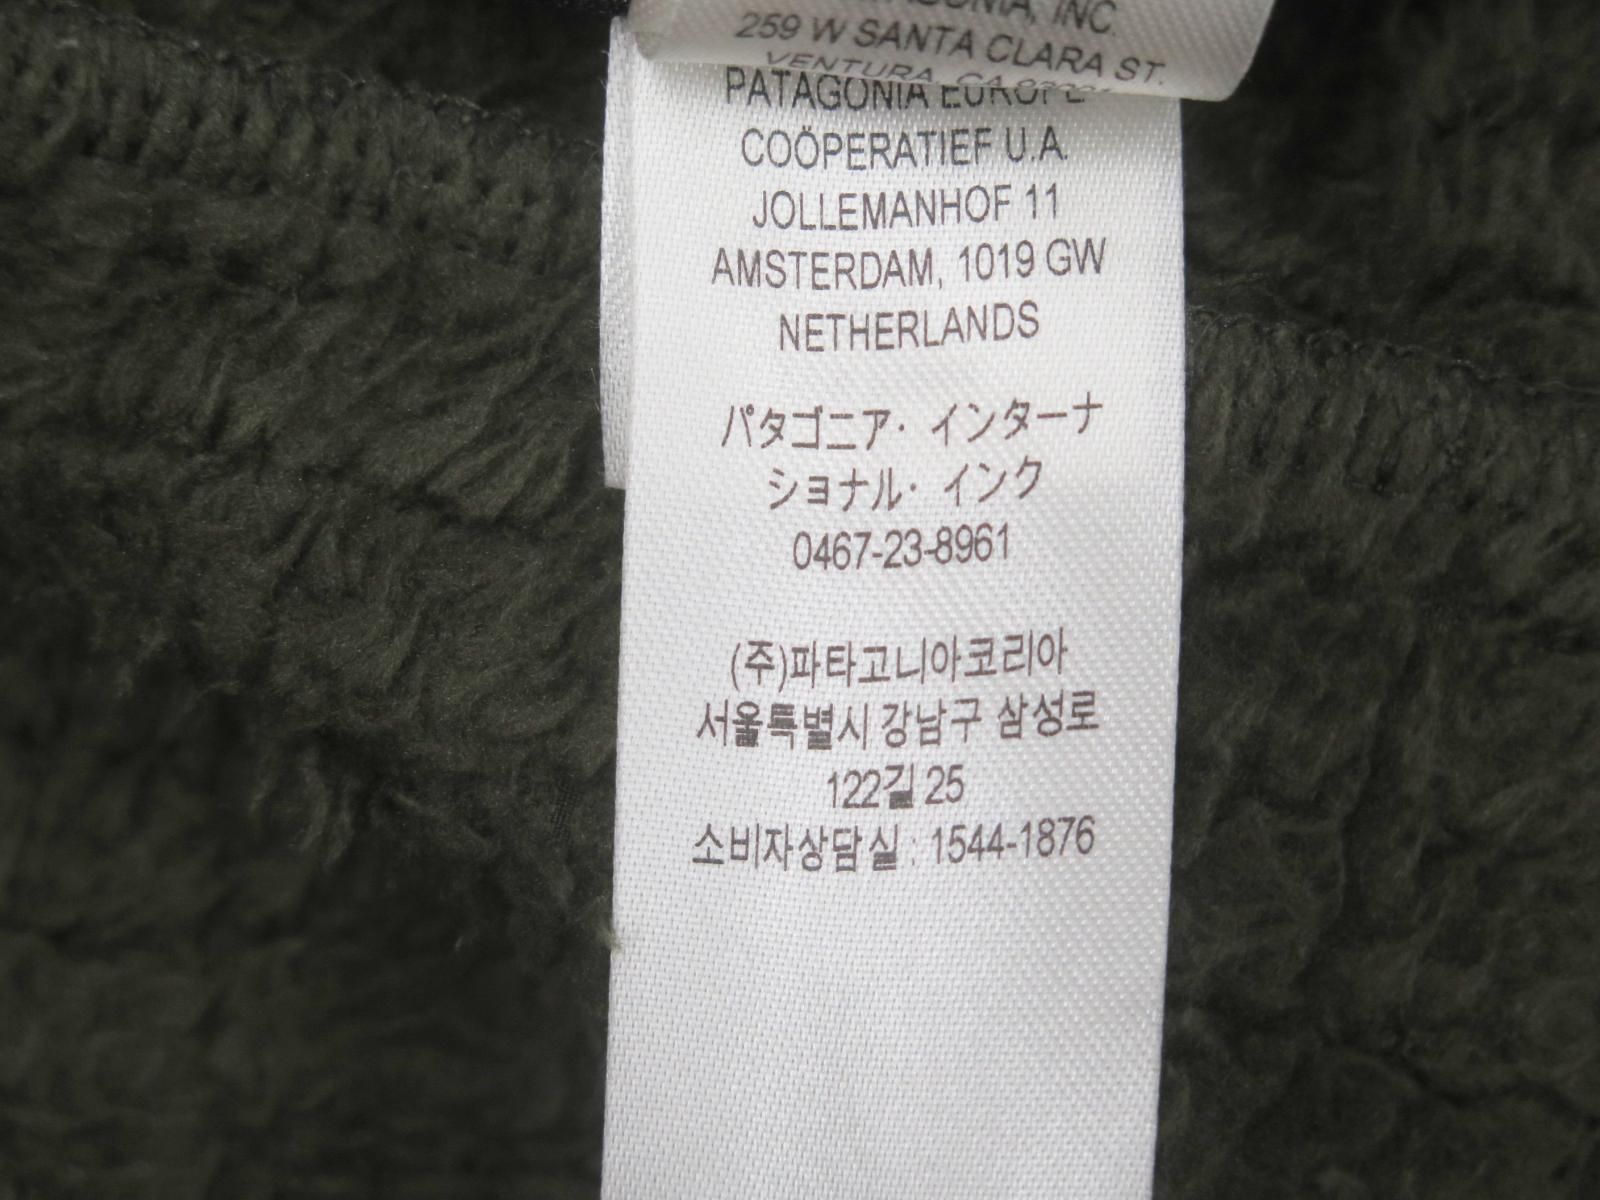 INC.
259 W SANTA CLARA ST.
VENTURA, CA
PATAGONIA EUROPE
COÖPERATIEF U.A.
JOLLEMANHOF 11
AMSTERDAM, 1019 GW
NETHERLANDS
パタゴニア・インターナ
ショナル・インク
0467-23-8961
(주)파타고니아코리아
서울특별시 강남구 삼성로
122길 25
소비자상담실 : 1544-1876